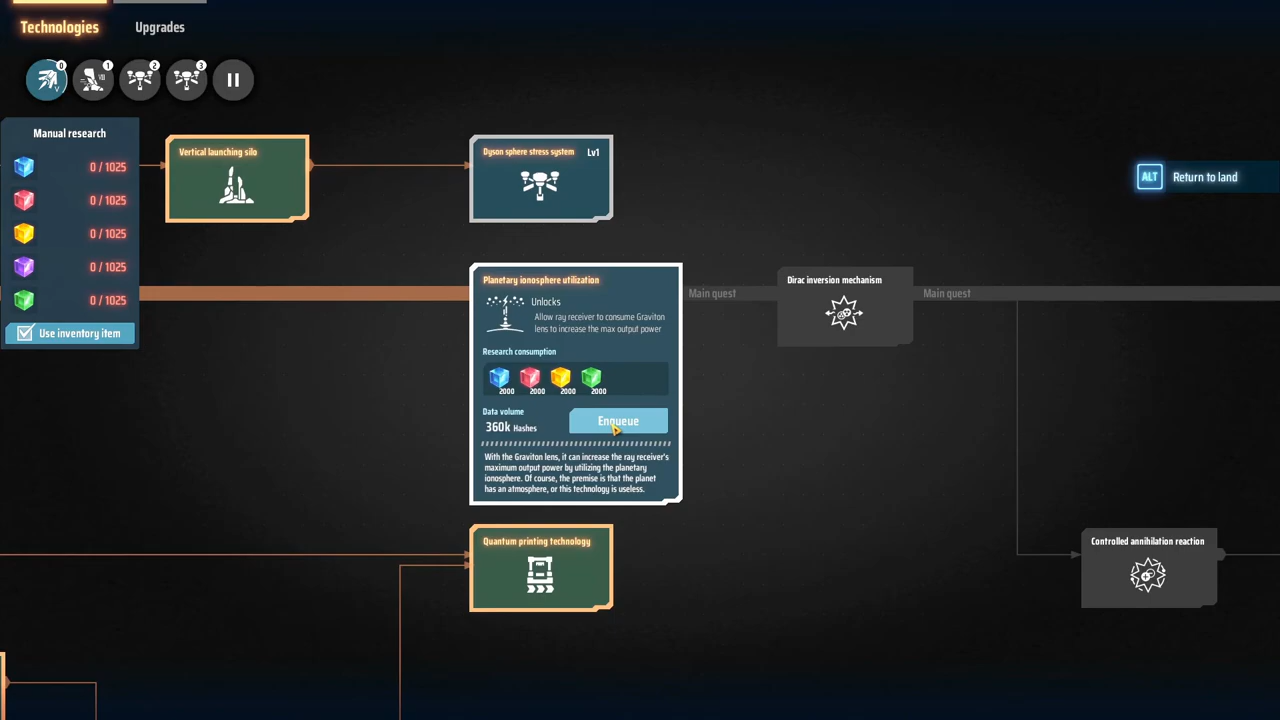 Technologies
Upgrades
0
1
2
3
VIII
V
Manual research
0 / 1025
0 / 1025
0 / 1025
0 / 1025
0 / 1025
Use inventory item
Vertical launching silo
Dyson sphere stress system
Lv1
ALT
Return to land
Planetary ionosphere utilization
Unlocks
Allow ray receiver to consume Graviton
lens to increase the max output power
Research consumption
2000
2000
2000
2000
Data volume
360k Hashes
Enqueue
With the Graviton lens, it can increase the ray receiver's
maximum output power by utilizing the planetary
ionosphere. Of course, the premise is that the planet
has an atmosphere, or this technology is useless.
Main quest
Dirac inversion mechanism
Main quest
Quantum printing technology
Controlled annihilation reaction